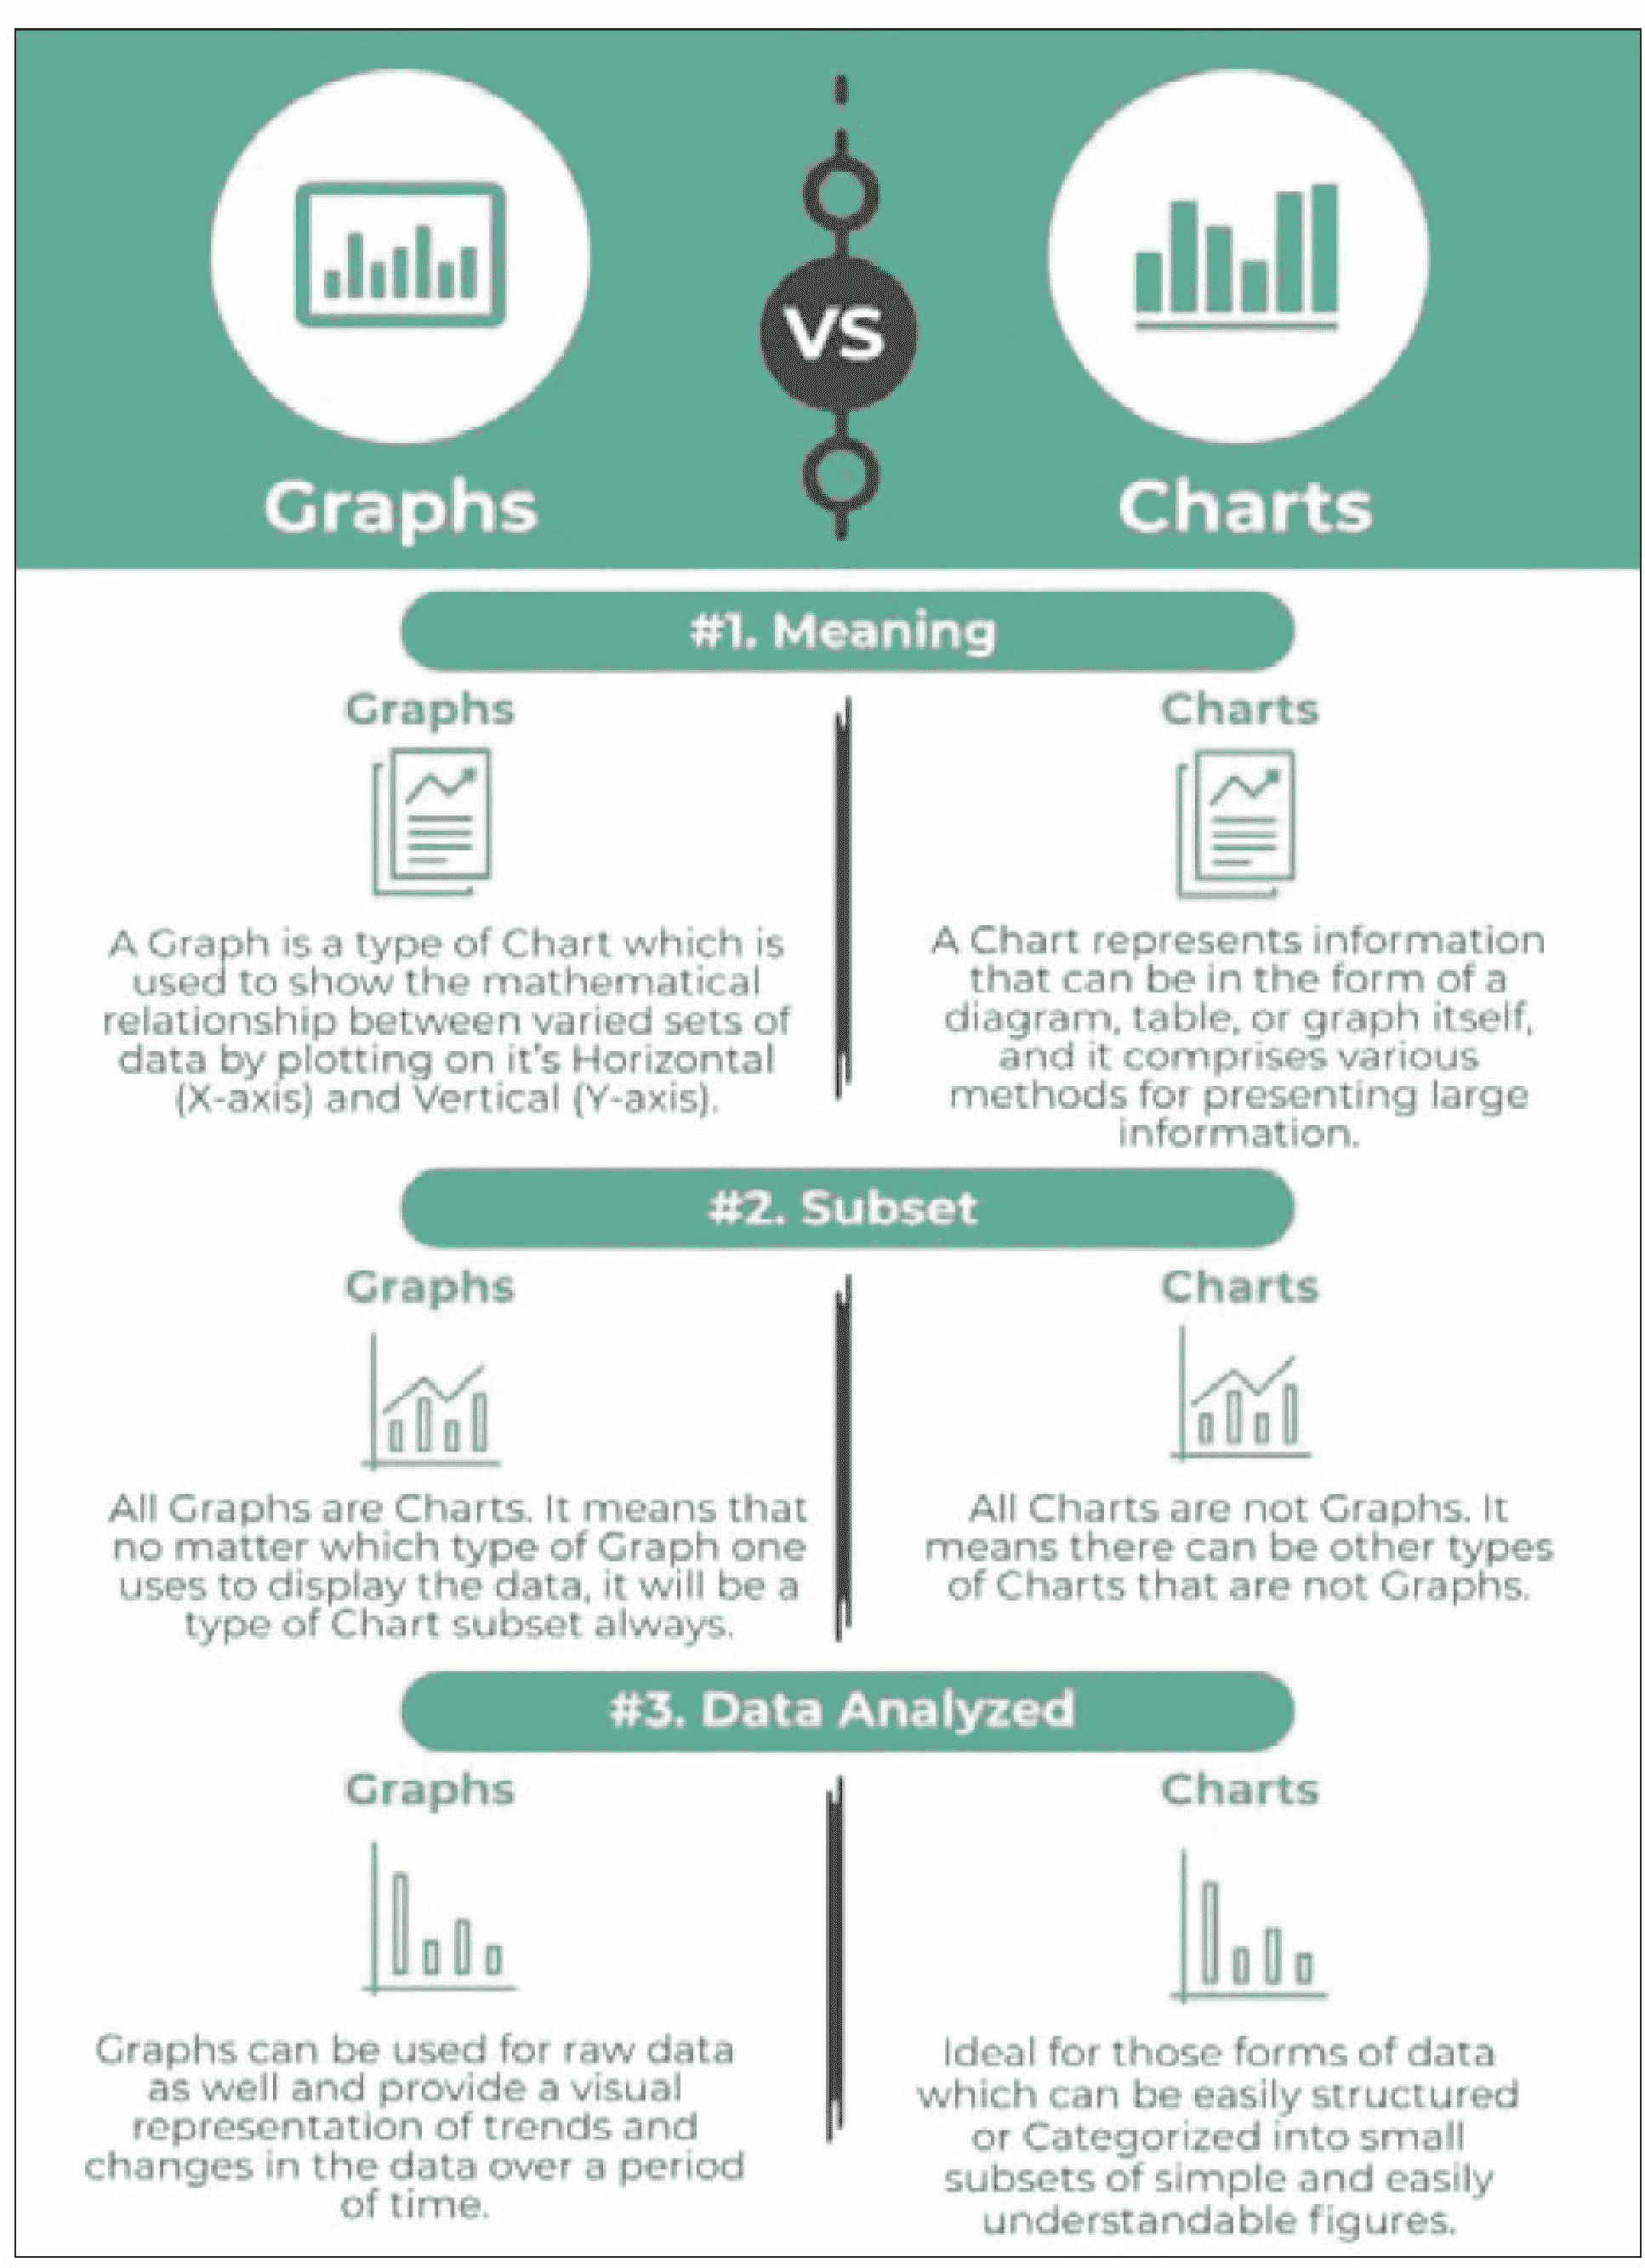 VS
Graphs
Charts
#1. Meaning
Graphs
A Graph is a type of Chart which is
used to show the mathematical
relationship between varied sets of
data by plotting on it's Horizontal
(X-axis) and Vertical (Y-axis).
Charts
A Chart represents information
that can be in the form of a
diagram, table, or graph itself,
and it comprises various
methods for presenting large
information.
#2. Subset
Graphs
All Graphs are Charts. It means that
no matter which type of Graph one
uses to display the data, it will be a
type of Chart subset always.
Charts
All Charts are not Graphs. It
means there can be other types
of Charts that are not Graphs.
#3. Data Analyzed
Graphs
Graphs can be used for raw data
as well and provide a visual
representation of trends and
changes in the data over a period
of time.
Charts
Ideal for those forms of data
which can be easily structured
or Categorized into small
subsets of simple and easily
understandable figures.